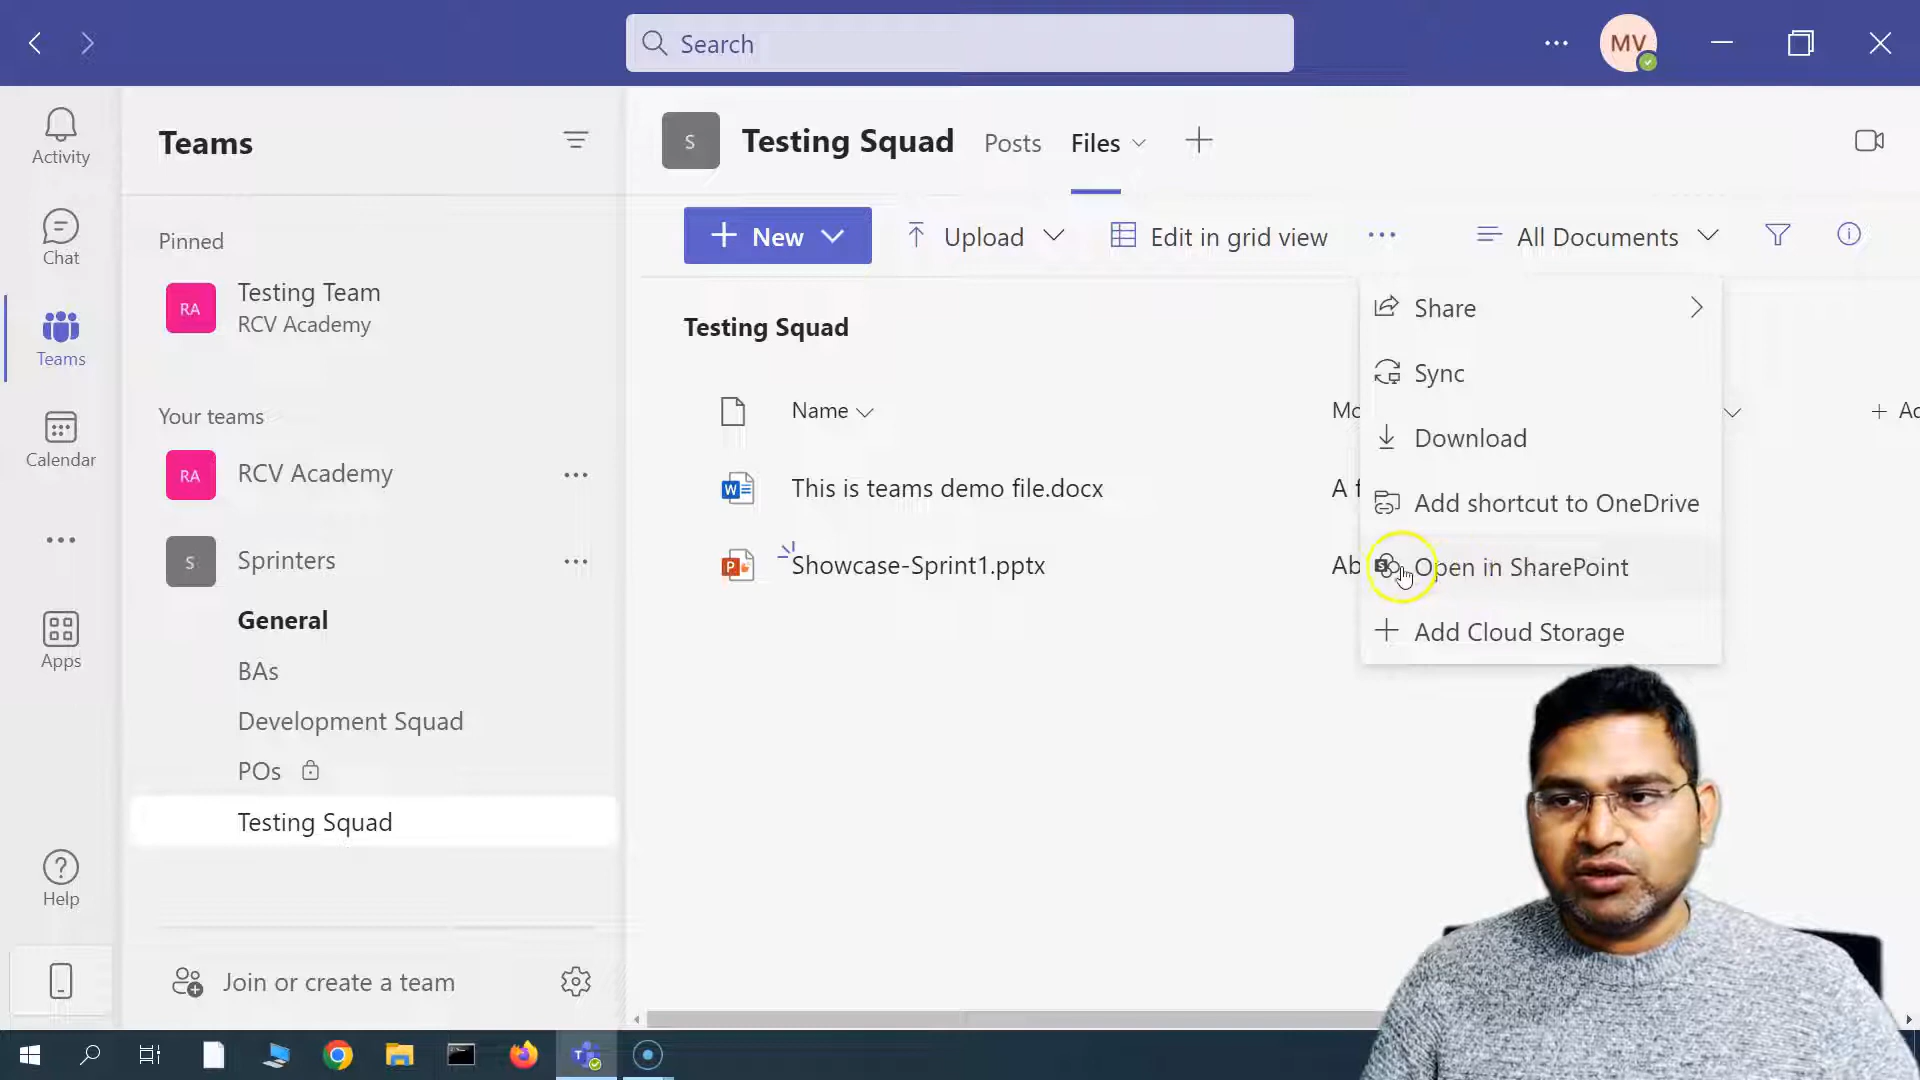 Search
MV
Activity
Chat
Teams
Calendar
Apps
Help
Teams
Pinned
RA
Testing Team
RCV Academy
Your teams
RA
RCV Academy
S
Sprinters
General
BAs
Development Squad
POs
Testing Squad
Join or create a team
S
Testing Squad
Posts
Files
New
Upload
Edit in grid view
All Documents
Testing Squad
Name
Mo
Ad
This is teams demo file.docx
A f
Showcase-Sprint1.pptx
Ab
Share
Sync
Download
Add shortcut to OneDrive
Open in SharePoint
Add Cloud Storage